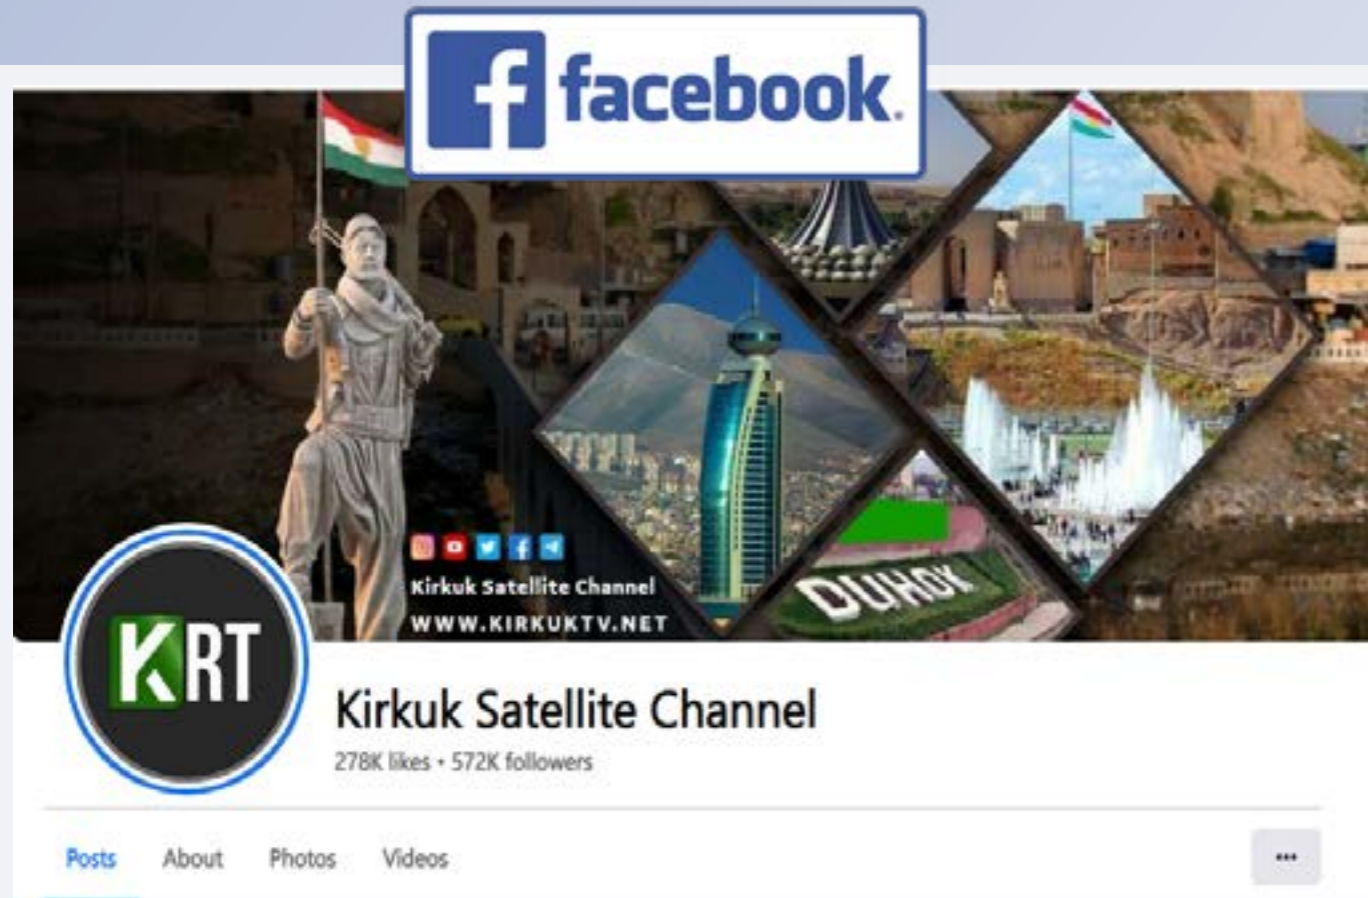 facebook.
Kirkuk Satellite Channel
WWW.KIRKUKTV.NET
DUHOK
KRT
Kirkuk Satellite Channel
278K likes • 572K followers
Posts About Photos Videos